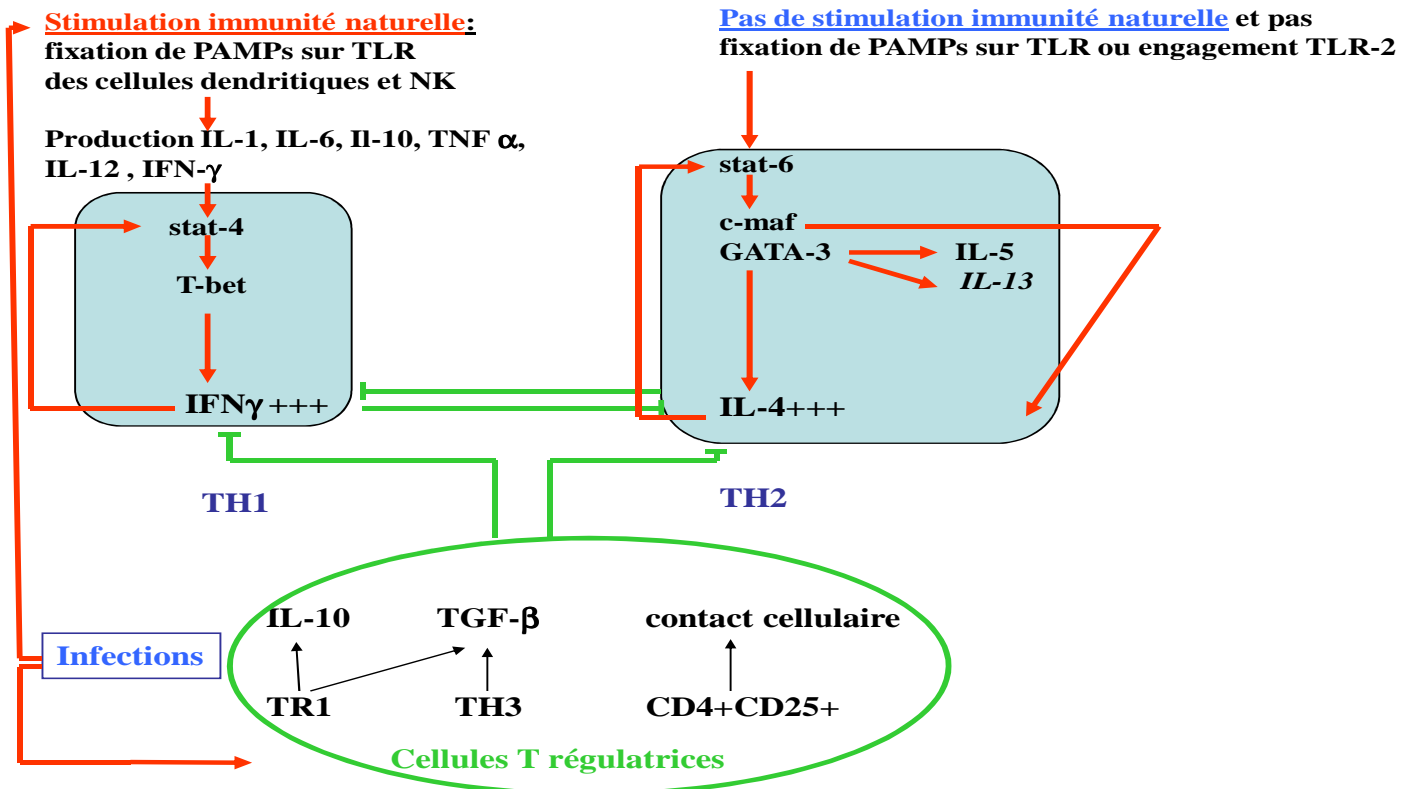 Stimulation immunité naturelle:
fixation de PAMPs sur TLR
des cellules dendritiques et NK
Production IL-1, IL-6, Il-10, TNF α,
IL-12 , IFN-γ
stat-4
T-bet
IFNγ +++
TH1
Pas de stimulation immunité naturelle et pas
fixation de PAMPs sur TLR ou engagement TLR-2
stat-6
c-maf
GATA-3
IL-5
IL-13
IL-4+++
TH2
Infections
IL-10
TGF-β
contact cellulaire
TR1
TH3
CD4+CD25+
Cellules T régulatrices